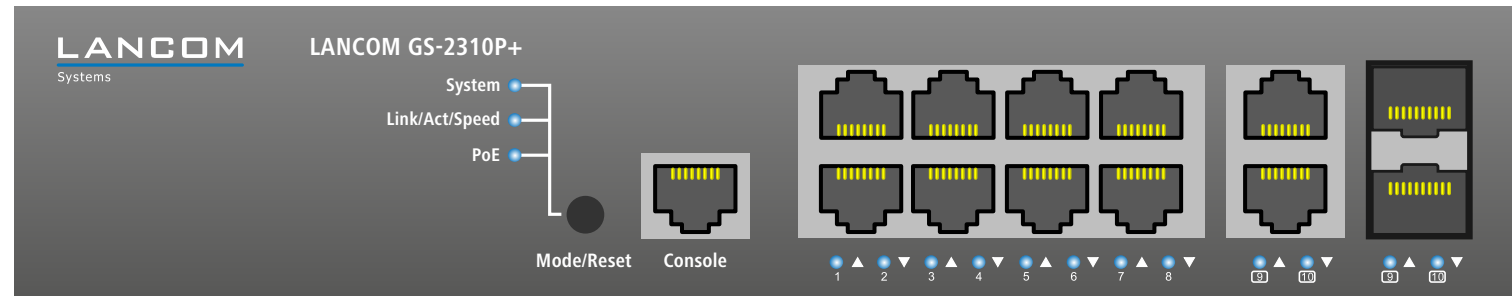 LANCOM
Systems
LANCOM GS-2310P+
System
Link/Act/Speed
PoE
Mode/Reset
Console
1 ▲ 2 ▼ 3 ▲ 4 ▼ 5 ▲ 6 ▼ 7 ▲ 8 ▼ 9 ▲ 10 ▼ 9 ▲ 10 ▼